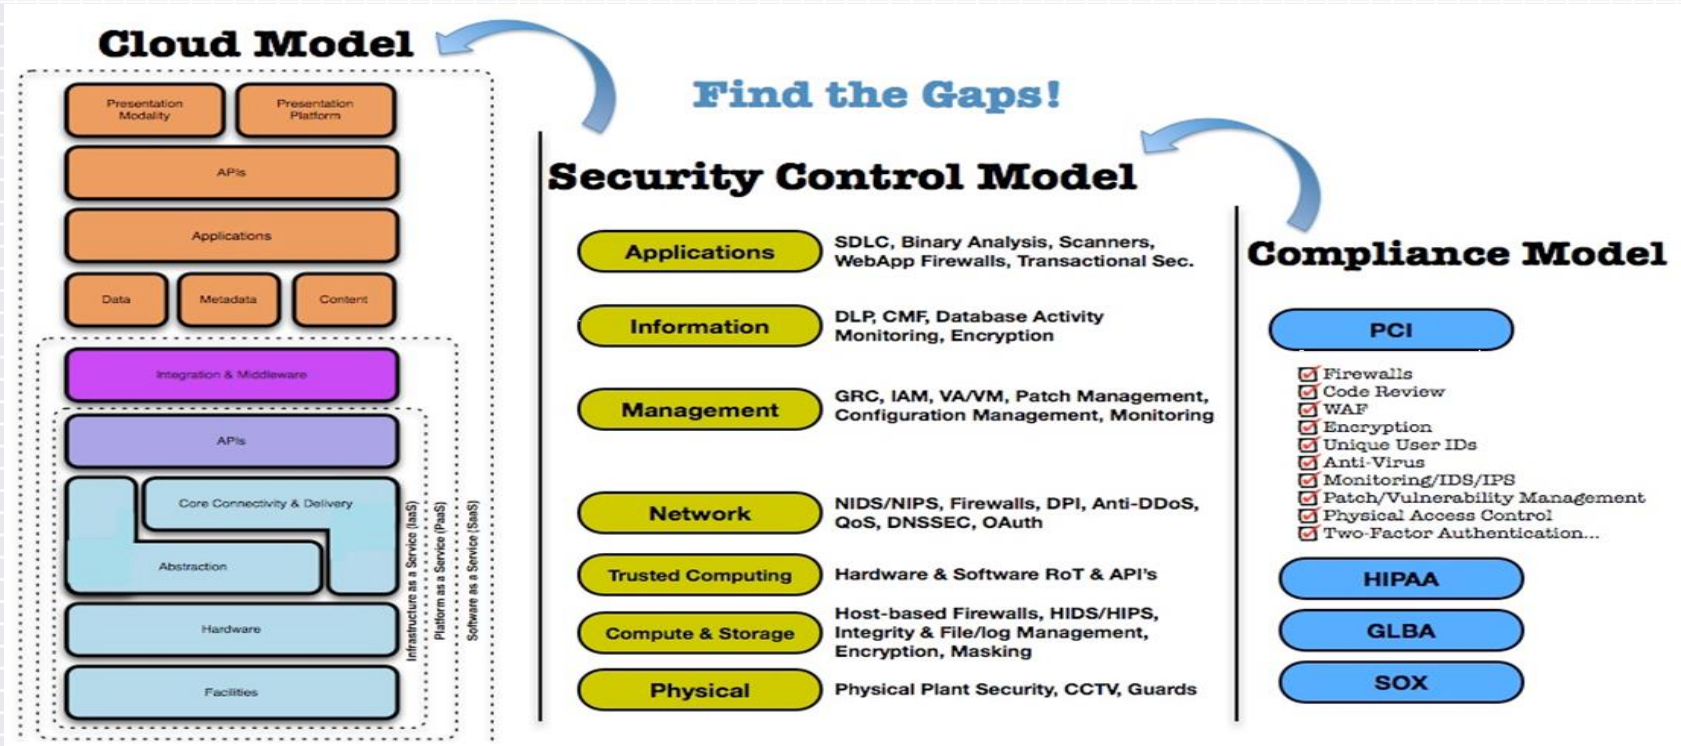 Cloud Model
Presentation
Modality
Presentation
Platform
APIs
Applications
Data
Metadata
Content
Integration & Middleware
APIs
Core Connectivity & Delivery
Abstraction
Hardware
Facilities
Infrastructure as a Service (IaaS)
Platform as a Service (PaaS)
Software as a Service (SaaS)
Find the Gaps!
Security Control Model
Applications
SDLC, Binary Analysis, Scanners,
WebApp Firewalls, Transactional Sec.
Information
DLP, CMF, Database Activity
Monitoring, Encryption
Management
GRC, IAM, VA/VM, Patch Management,
Configuration Management, Monitoring
Network
NIDS/NIPS, Firewalls, DPI, Anti-DDoS,
QoS, DNSSEC, OAuth
Trusted Computing
Hardware & Software RoT & API's
Compute & Storage
Host-based Firewalls, HIDS/HIPS,
Integrity & File/log Management,
Encryption, Masking
Physical
Physical Plant Security, CCTV, Guards
Compliance Model
PCI
Firewalls
Code Review
WAF
Encryption
Unique User IDs
Anti-Virus
Monitoring/IDS/IPS
Patch/Vulnerability Management
Physical Access Control
Two-Factor Authentication...
HIPAA
GLBA
SOX